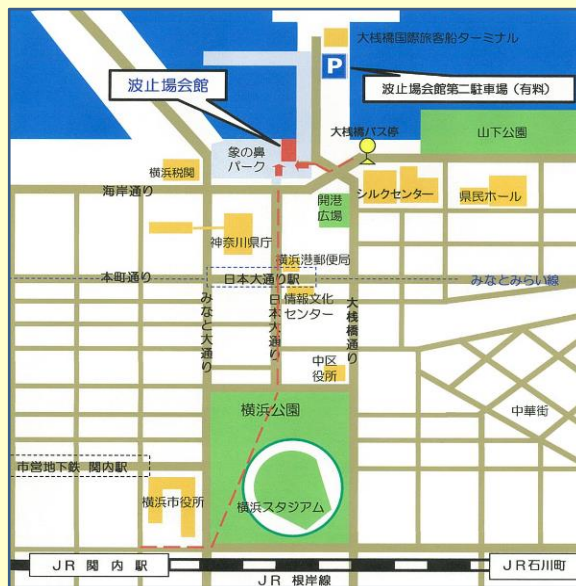 大桟橋国際旅客船ターミナル
P
波止場会館
波止場会館第二駐車場（有料）
大桟橋バス停
山下公園
象の鼻
パーク
横浜税関
海岸通り
シルクセンター
県民ホール
開港
広場
神奈川県庁
横浜港郵便局
本町通り
日本大通り駅
みなとみらい線
情報文化
センター
みなと大通り
日本大通り
大桟橋通り
中区
役所
横浜公園
中華街
市営地下鉄 関内駅
横浜市役所
横浜スタジアム
JR 関内駅
JR石川町
JR 根岸線